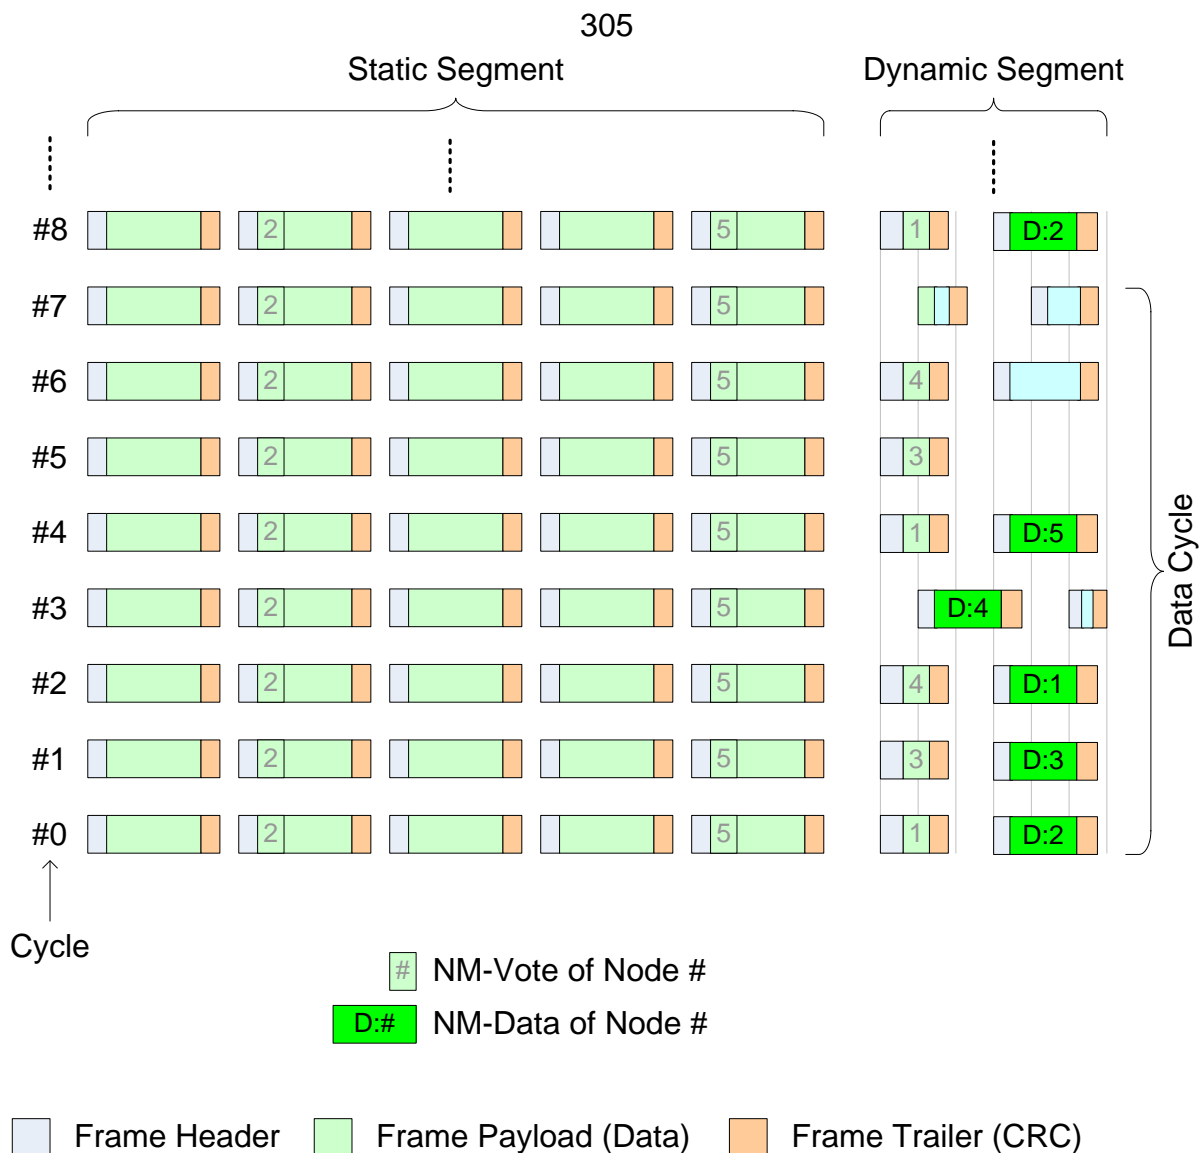 305
Static Segment Dynamic Segment
#8 2 5 1 D:2
#7 2 5
#6 2 5 4
#5 2 5 3
#4 2 5 1 D:5
#3 2 5 D:4
#2 2 5 4 D:1
#1 2 5 3 D:3
#0 2 5 1 D:2
Data Cycle
Cycle
# NM-Vote of Node #
D:# NM-Data of Node #
Frame Header Frame Payload (Data) Frame Trailer (CRC)